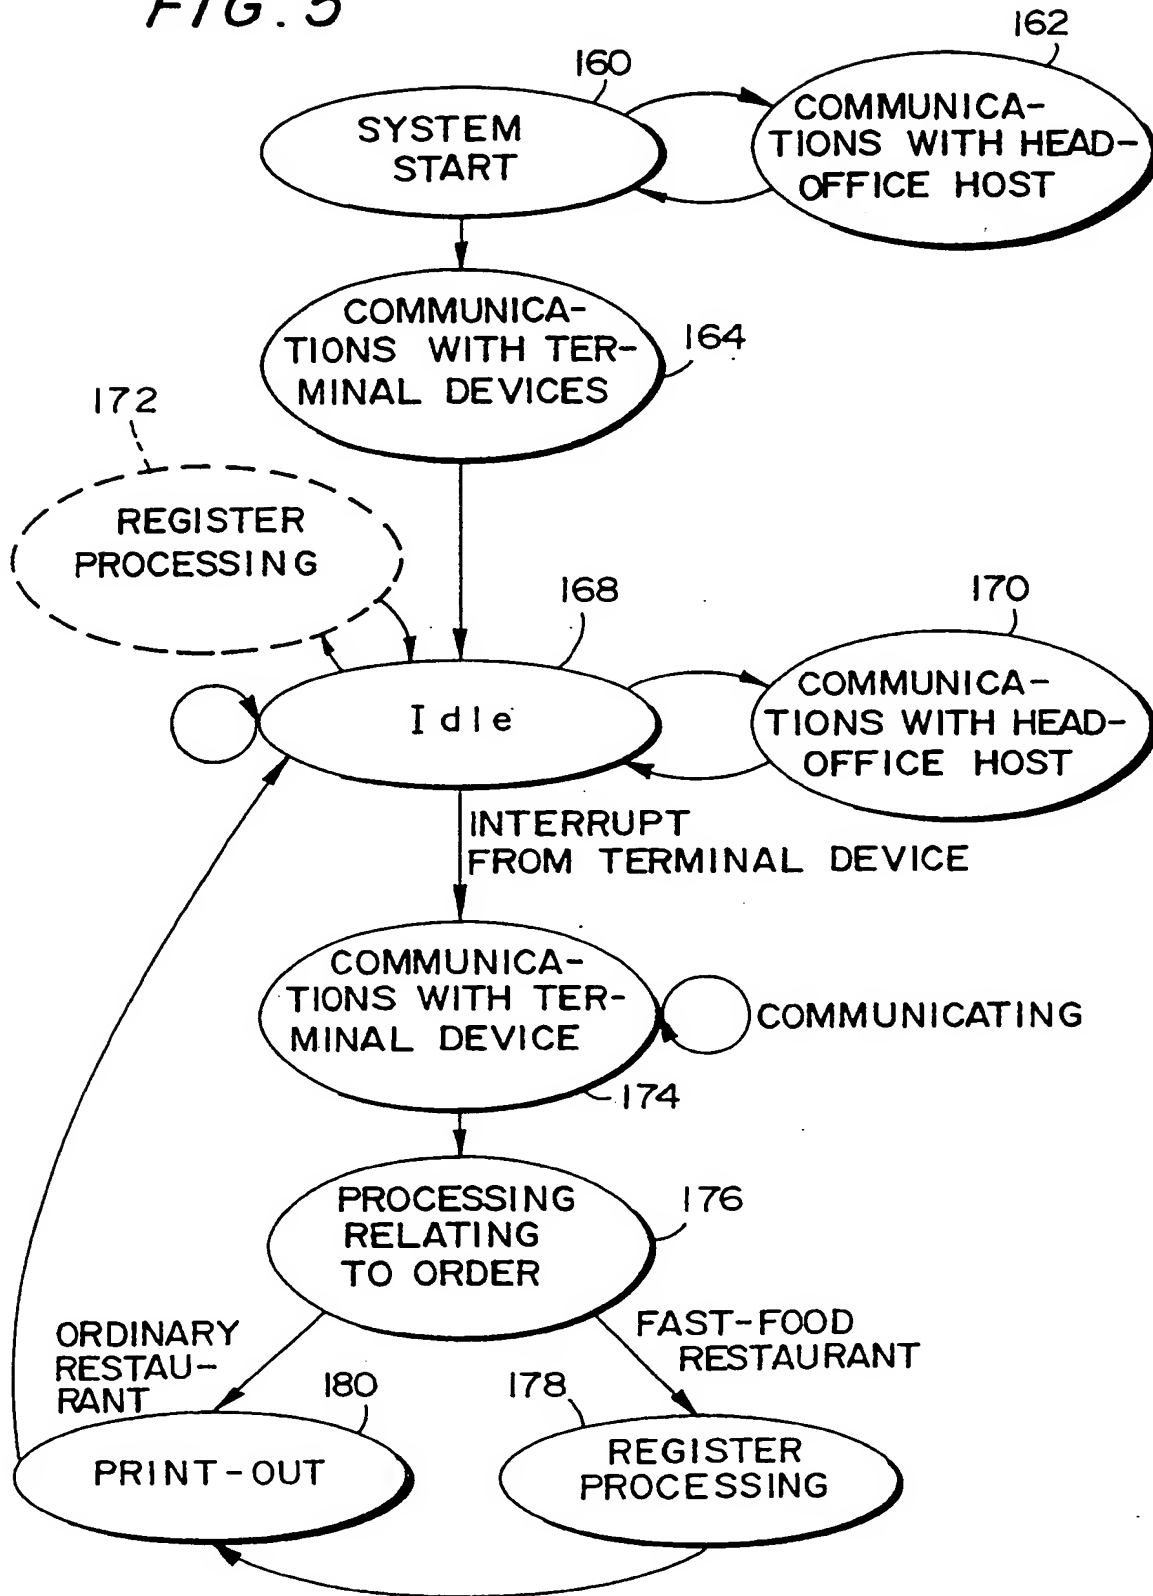 FIG. 5
162
160
SYSTEM
START
COMMUNICA-
TIONS WITH HEAD-
OFFICE HOST
COMMUNICA-
TIONS WITH TER-
MINAL DEVICES
164
172
REGISTER
PROCESSING
168
170
Idle
COMMUNICA-
TIONS WITH HEAD-
OFFICE HOST
INTERRUPT
FROM TERMINAL DEVICE
COMMUNICA-
TIONS WITH TER-
MINAL DEVICE
COMMUNICATING
174
PROCESSING
RELATING
TO ORDER
176
ORDINARY
RESTAU-
RANT
FAST-FOOD
RESTAURANT
180
178
PRINT-OUT
REGISTER
PROCESSING